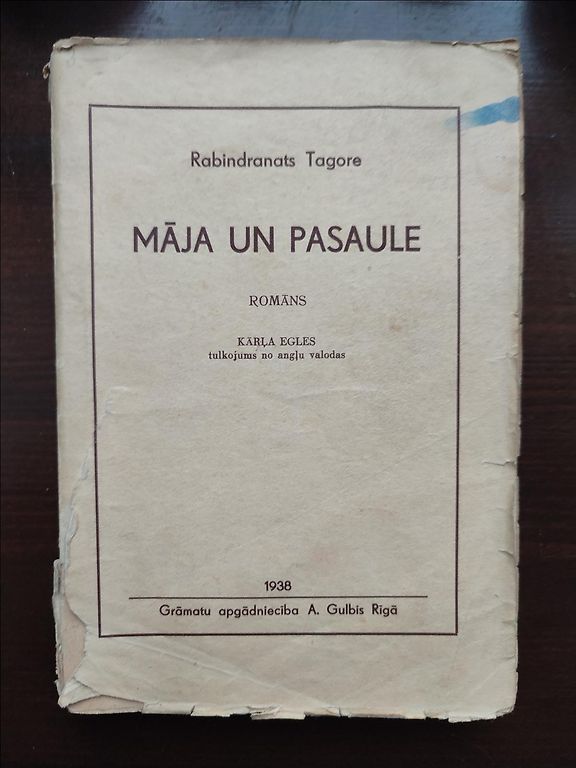 Rabindranats Tagore
MĀJA UN PASAULE
ROMĀNS
KĀRĻA EGLES
tulkojums no angļu valodas
1938
Grāmatu apgādniecība A. Gulbis Rīgā